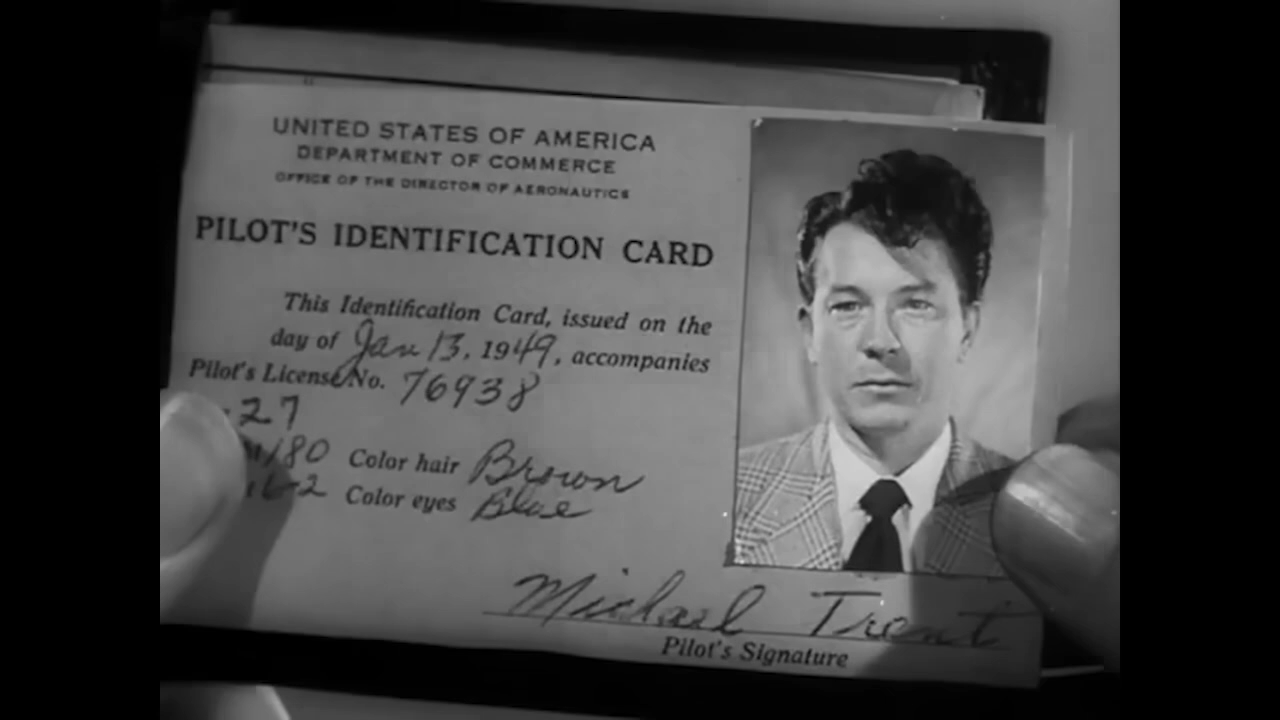 UNITED STATES OF AMERICA
DEPARTMENT OF COMMERCE
OFFICE OF THE DIRECTOR OF AERONAUTICS
PILOT'S IDENTIFICATION CARD
This Identification Card, issued on the
day of Jan 13, 1949, accompanies
Pilot's License No. 76938
27
180 Color hair Brown
6-2 Color eyes Blue
Michael Trent
Pilot's Signature